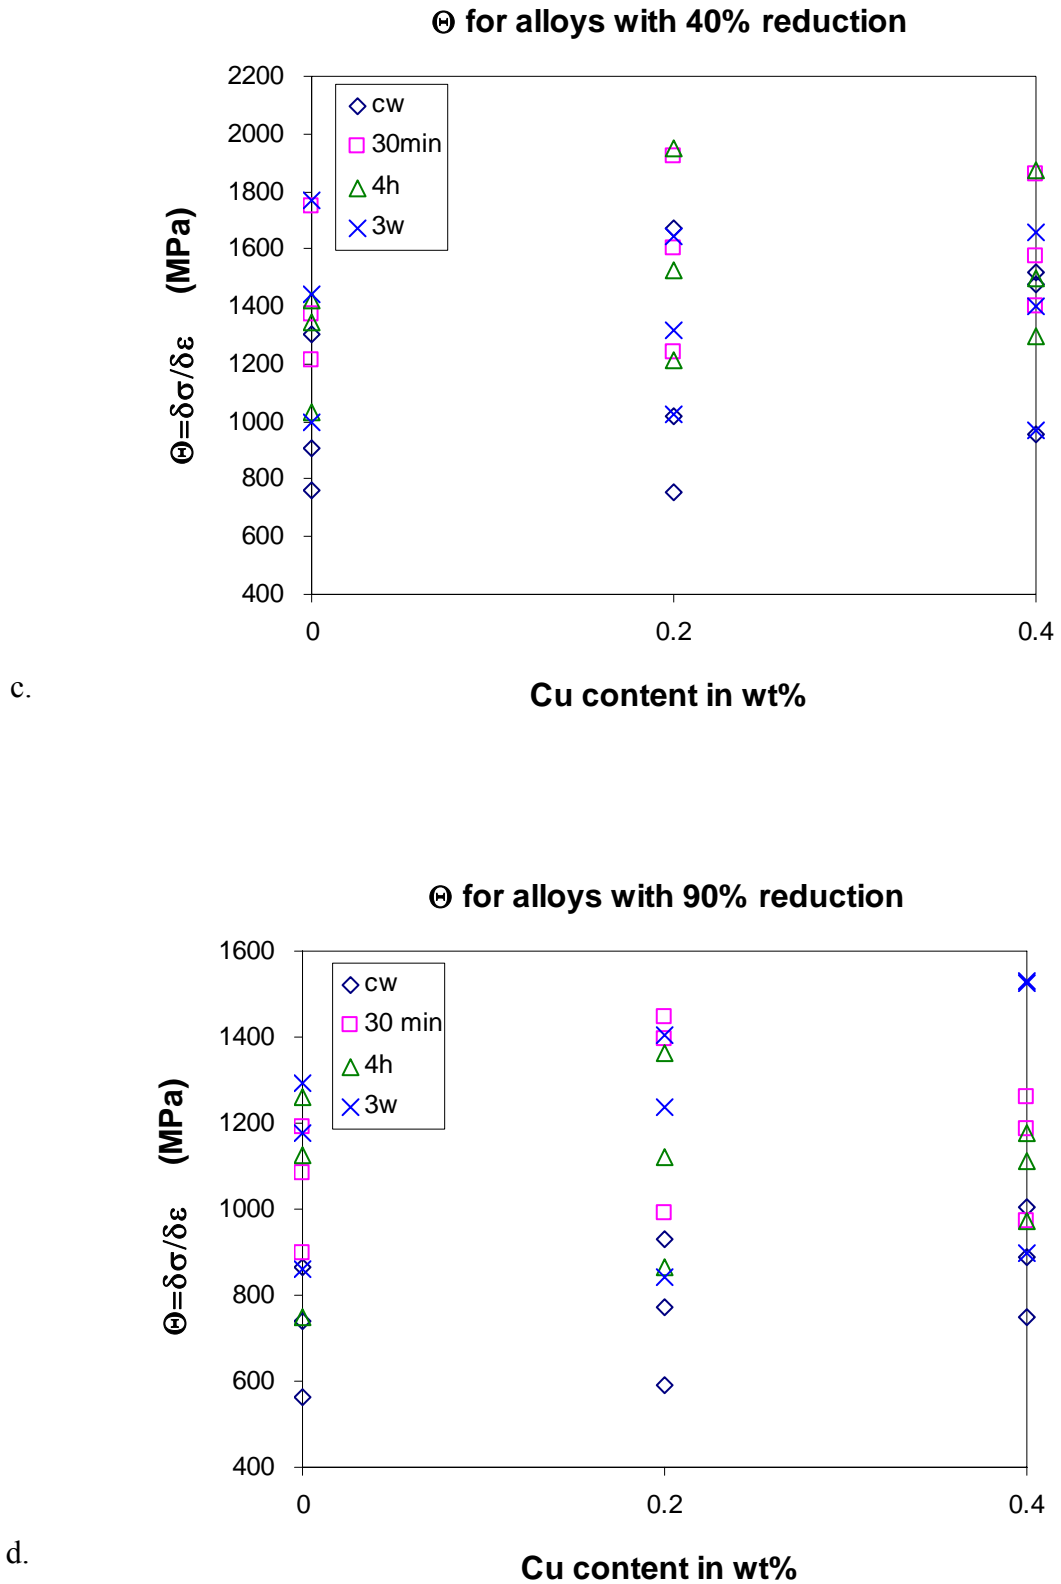 Θ for alloys with 40% reduction
2200
2000
1800
1600
1400
1200
1000
800
600
400
Θ=δσ/δε (MPa)
cw
30min
4h
3w
0
0.2
0.4
Cu content in wt%
c.
Θ for alloys with 90% reduction
1600
1400
1200
1000
800
600
400
Θ=δσ/δε (MPa)
cw
30 min
4h
3w
0
0.2
0.4
Cu content in wt%
d.